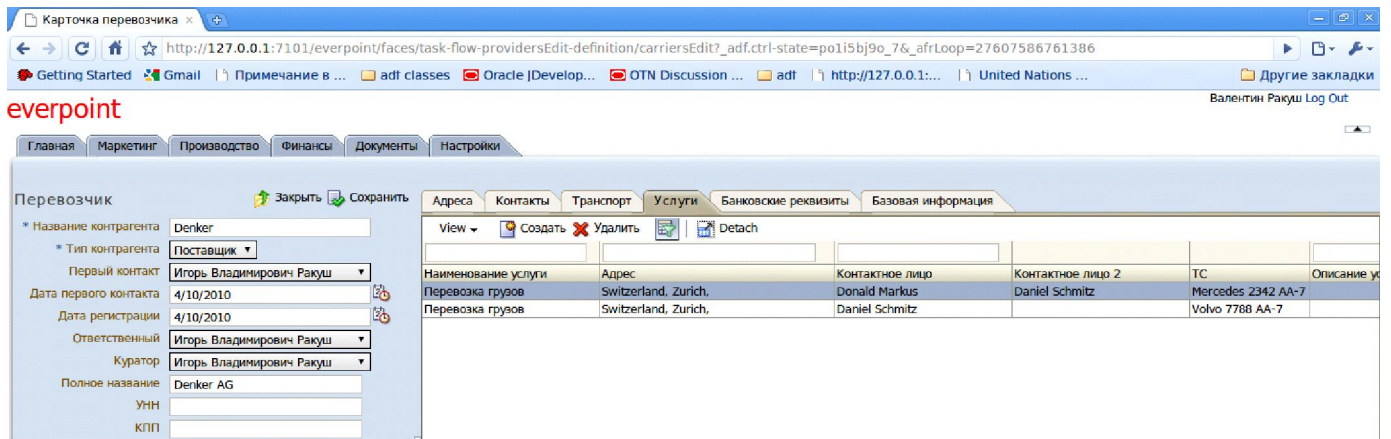 Карточка перевозчика
http://127.0.0.1:7101/everpoint/faces/task-flow-providersEdit-definition/carriersEdit?_adf.ctrl-state=po1i5bj9o_7&_afrLoop=27607586761386
Getting Started Gmail Примечание в ... adf classes Oracle |Develop... OTN Discussion ... adf http://127.0.0.1:... United Nations ... Другие закладки
Валентин Ракуш Log Out
everpoint
Главная Маркетинг Производство Финансы Документы Настройки
Перевозчик Закрыть Сохранить
Адреса Контакты Транспорт Услуги Банковские реквизиты Базовая информация
* Название контрагента Denker
* Тип контрагента Поставщик
Первый контакт Игорь Владимирович Ракуш
Дата первого контакта 4/10/2010
Дата регистрации 4/10/2010
Ответственный Игорь Владимирович Ракуш
Куратор Игорь Владимирович Ракуш
Полное название Denker AG
УНН
КПП
View Создать Удалить Detach
Наименование услуги Адрес Контактное лицо Контактное лицо 2 ТС Описание ус
Перевозка грузов Switzerland, Zurich, Donald Markus Daniel Schmitz Mercedes 2342 AA-7
Перевозка грузов Switzerland, Zurich, Daniel Schmitz Volvo 7788 AA-7